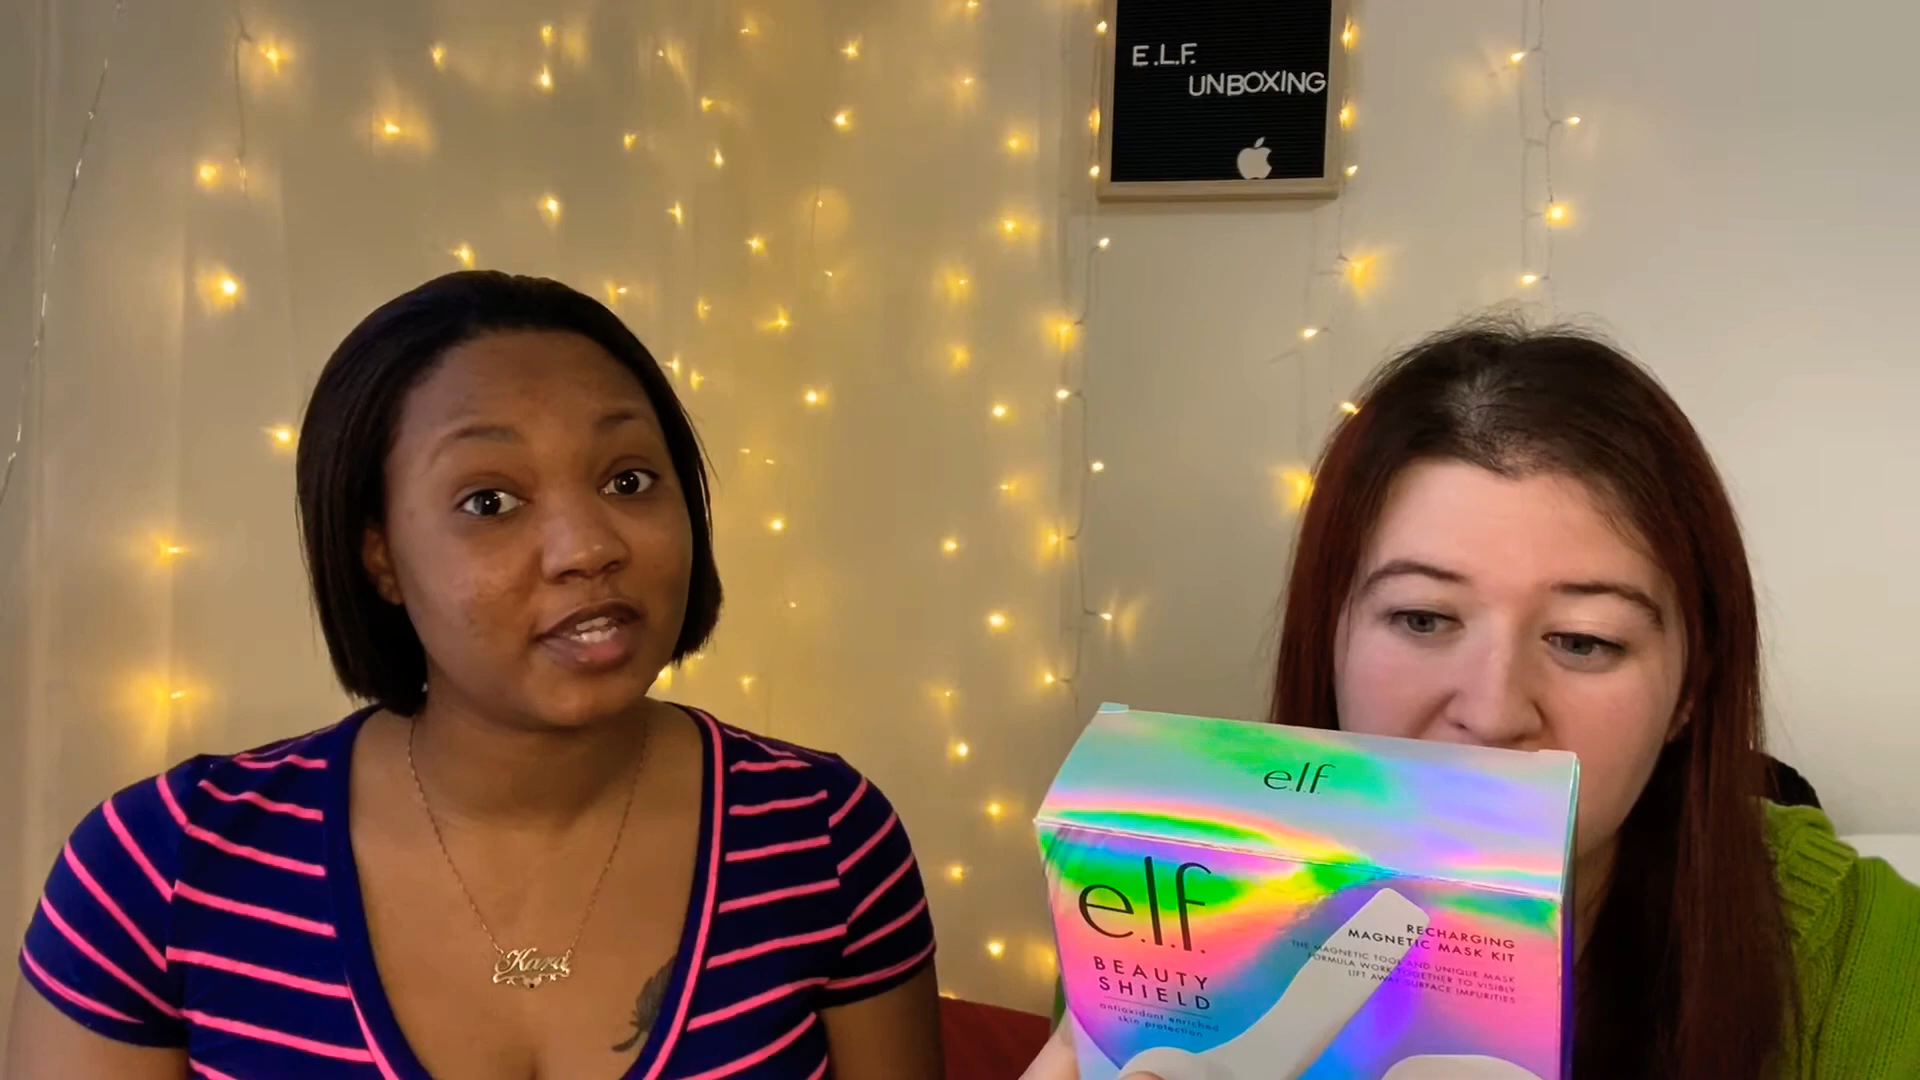 E.L.F.
UNBOXING
e.l.f.
e.l.f.
BEAUTY
SHIELD
antioxidant enriched
skin protection
RECHARGING
MAGNETIC MASK KIT
THE MAGNETIC TOOL AND UNIQUE MASK
FORMULA WORK TOGETHER TO VISIBLY
LIFT AWAY SURFACE IMPURITIES
Kara